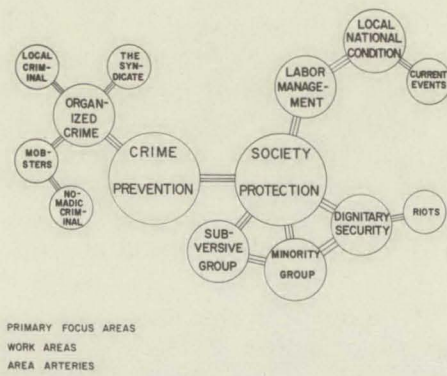 LOCAL
CRIM-
INAL
THE
SYN-
DICATE
ORGAN-
IZED
CRIME
MOB-
STERS
NO-
MADIC
CRIM-
INAL
CRIME
PREVENTION
SOCIETY
PROTECTION
LABOR
MANAGE-
MENT
LOCAL
NATIONAL
CONDITION
CURRENT
EVENTS
SUB-
VERSIVE
GROUP
MINORITY
GROUP
DIGNITARY
SECURITY
RIOTS
PRIMARY FOCUS AREAS
WORK AREAS
AREA ARTERIES